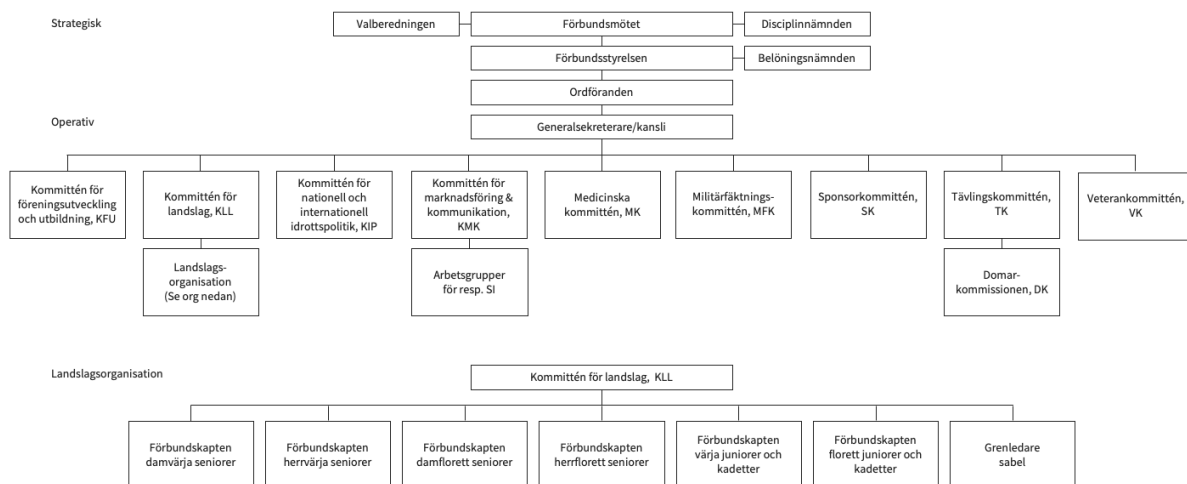 Strategisk
Valberedningen
Förbundsmötet
Disciplinnämnden
Förbundsstyrelsen
Belöningsnämnden
Ordföranden
Operativ
Generalsekreterare/kansli
Kommittén för
föreningsutveckling
och utbildning, KFU
Kommittén för
landslag, KLL
Kommittén för
nationell och
internationell
idrottspolitik, KIP
Kommittén för
marknadsföring &
kommunikation,
KMK
Medicinska
kommittén, MK
Militärfäktnings-
kommittén, MFK
Sponsorkommittén,
SK
Tävlingskommittén,
TK
Veterankommittén,
VK
Landslags-
organisation
(Se org nedan)
Arbetsgrupper
för resp. SI
Domar-
kommissionen, DK
Landslagsorganisation
Kommittén för landslag, KLL
Förbundskapten
damvärja seniorer
Förbundskapten
herrvärja seniorer
Förbundskapten
damflorett seniorer
Förbundskapten
herrflorett seniorer
Förbundskapten
värja juniorer och
kadetter
Förbundskapten
florett juniorer och
kadetter
Grenledare
sabel